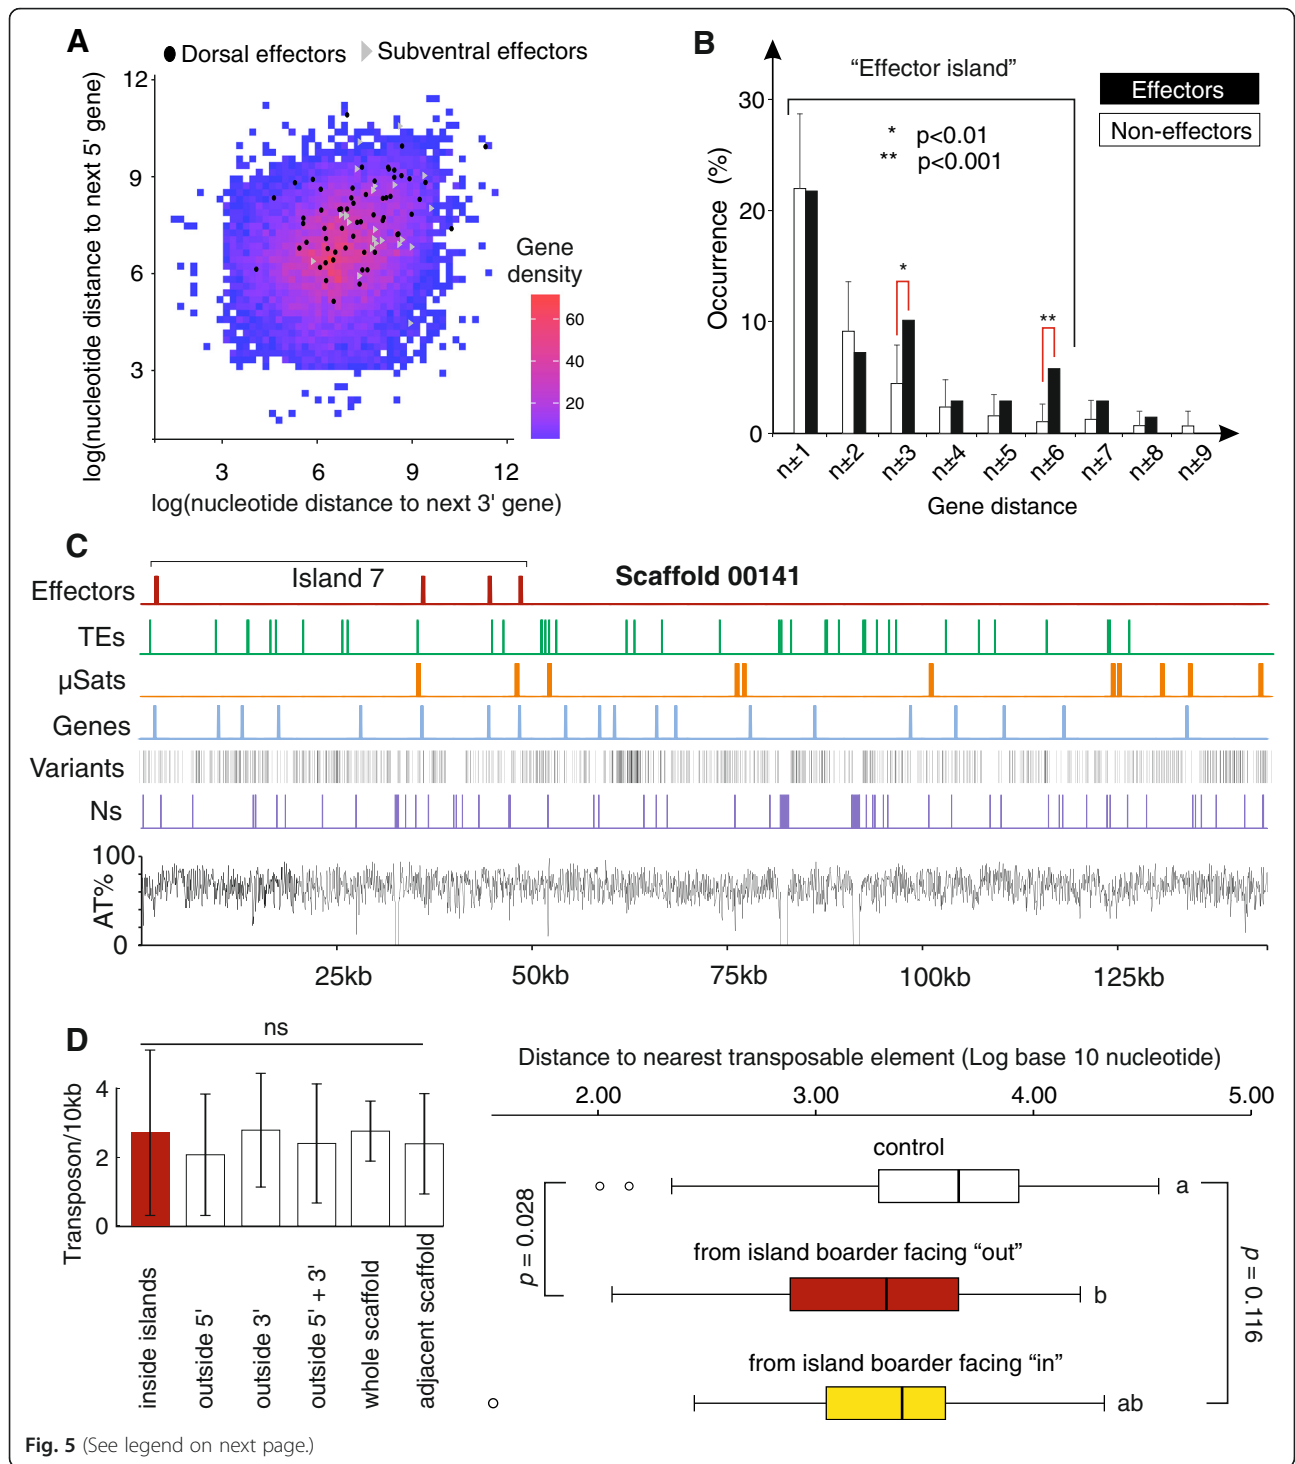 A
Dorsal effectors Subventral effectors
log(nucleotide distance to next 5' gene)
12
9
6
3
3 6 9 12
log(nucleotide distance to next 3' gene)
Gene
density
60
40
20
B
"Effector island"
Effectors
Non-effectors
* p<0.01
** p<0.001
Occurrence (%)
30
20
10
0
*
**
n±1 n±2 n±3 n±4 n±5 n±6 n±7 n±8 n±9
Gene distance
C
Island 7
Scaffold 00141
Effectors
TEs
µSats
Genes
Variants
Ns
AT%
100
0
25kb 50kb 75kb 100kb 125kb
D
ns
Transposon/10kb
4
2
0
inside islands
outside 5'
outside 3'
outside 5' + 3'
whole scaffold
adjacent scaffold
Distance to nearest transposable element (Log base 10 nucleotide)
2.00 3.00 4.00 5.00
control
a
p = 0.028
from island boarder facing "out"
b
p = 0.116
from island boarder facing "in"
ab
Fig. 5 (See legend on next page.)